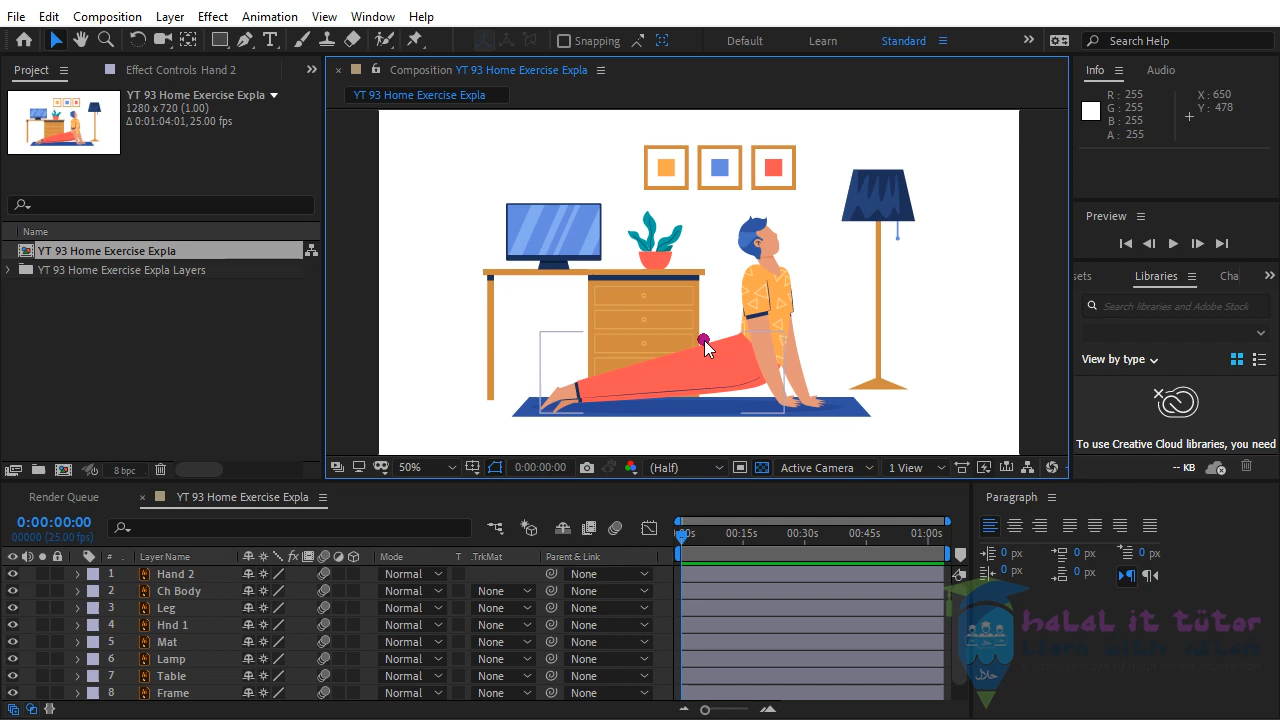 File Edit Composition Layer Effect Animation View Window Help
Snapping Default Learn Standard Search Help
Project Effect Controls Hand 2
YT 93 Home Exercise Expla
1280 x 720 (1.00)
Δ 0:01:04:01, 25.00 fps
Name
YT 93 Home Exercise Expla
YT 93 Home Exercise Expla Layers
8 bpc
Composition YT 93 Home Exercise Expla
YT 93 Home Exercise Expla
50% 0:00:00:00 (Half) Active Camera 1 View
Info Audio
R : 255 X : 650
G : 255 Y : 478
B : 255
A : 255
Preview
sets Libraries Cha
Search libraries and Adobe Stock
View by type
To use Creative Cloud libraries, you need
-- KB
Render Queue YT 93 Home Exercise Expla
0:00:00:00
00000 (25.00 fps)
:00s 00:15s 00:30s 00:45s 01:00s
# Layer Name Mode T .TrkMat Parent & Link
1 Hand 2 Normal None
2 Ch Body Normal None None
3 Leg Normal None None
4 Hnd 1 Normal None None
5 Mat Normal None None
6 Lamp Normal None None
7 Table Normal None None
8 Frame Normal None None
Paragraph
0 px 0 px 0 px
0 px 0 px
halal it tutor
حلال